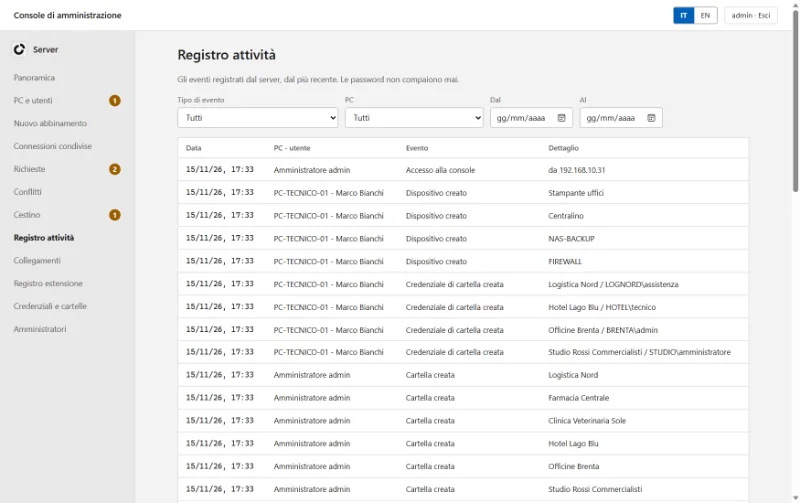 Console di amministrazione
IT EN admin · Esci
Server
Panoramica
PC e utenti 1
Nuovo abbinamento
Connessioni condivise
Richieste 2
Conflitti
Cestino 1
Registro attività
Collegamenti
Registro estensione
Credenziali e cartelle
Amministratori
Registro attività
Gli eventi registrati dal server, dal più recente. Le password non compaiono mai.
Tipo di evento PC Dal Al
Tutti Tutti gg/mm/aaaa gg/mm/aaaa
Data PC - utente Evento Dettaglio
15/11/26, 17:33 Amministratore admin Accesso alla console da 192.168.10.31
15/11/26, 17:33 PC-TECNICO-01 - Marco Bianchi Dispositivo creato Stampante uffici
15/11/26, 17:33 PC-TECNICO-01 - Marco Bianchi Dispositivo creato Centralino
15/11/26, 17:33 PC-TECNICO-01 - Marco Bianchi Dispositivo creato NAS-BACKUP
15/11/26, 17:33 PC-TECNICO-01 - Marco Bianchi Dispositivo creato FIREWALL
15/11/26, 17:33 PC-TECNICO-01 - Marco Bianchi Credenziale di cartella creata Logistica Nord / LOGNORD\assistenza
15/11/26, 17:33 PC-TECNICO-01 - Marco Bianchi Credenziale di cartella creata Hotel Lago Blu / HOTEL\tecnico
15/11/26, 17:33 PC-TECNICO-01 - Marco Bianchi Credenziale di cartella creata Officine Brenta / BRENTA\admin
15/11/26, 17:33 PC-TECNICO-01 - Marco Bianchi Credenziale di cartella creata Studio Rossi Commercialisti / STUDIO\amministratore
15/11/26, 17:33 Amministratore admin Cartella creata Logistica Nord
15/11/26, 17:33 Amministratore admin Cartella creata Farmacia Centrale
15/11/26, 17:33 Amministratore admin Cartella creata Clinica Veterinaria Sole
15/11/26, 17:33 Amministratore admin Cartella creata Hotel Lago Blu
15/11/26, 17:33 Amministratore admin Cartella creata Officine Brenta
15/11/26, 17:33 Amministratore admin Cartella creata Studio Rossi Commercialisti